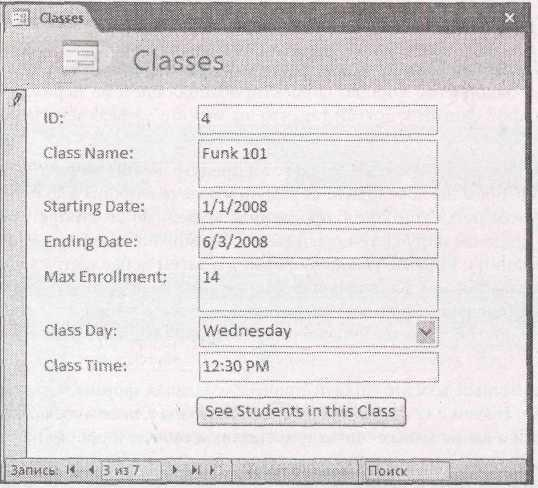 Classes
Classes
ID: 4
Class Name: Funk 101
Starting Date: 1/1/2008
Ending Date: 6/3/2008
Max Enrollment: 14
Class Day: Wednesday
Class Time: 12:30 PM
See Students in this Class
Запись: 3 из 7 Поиск